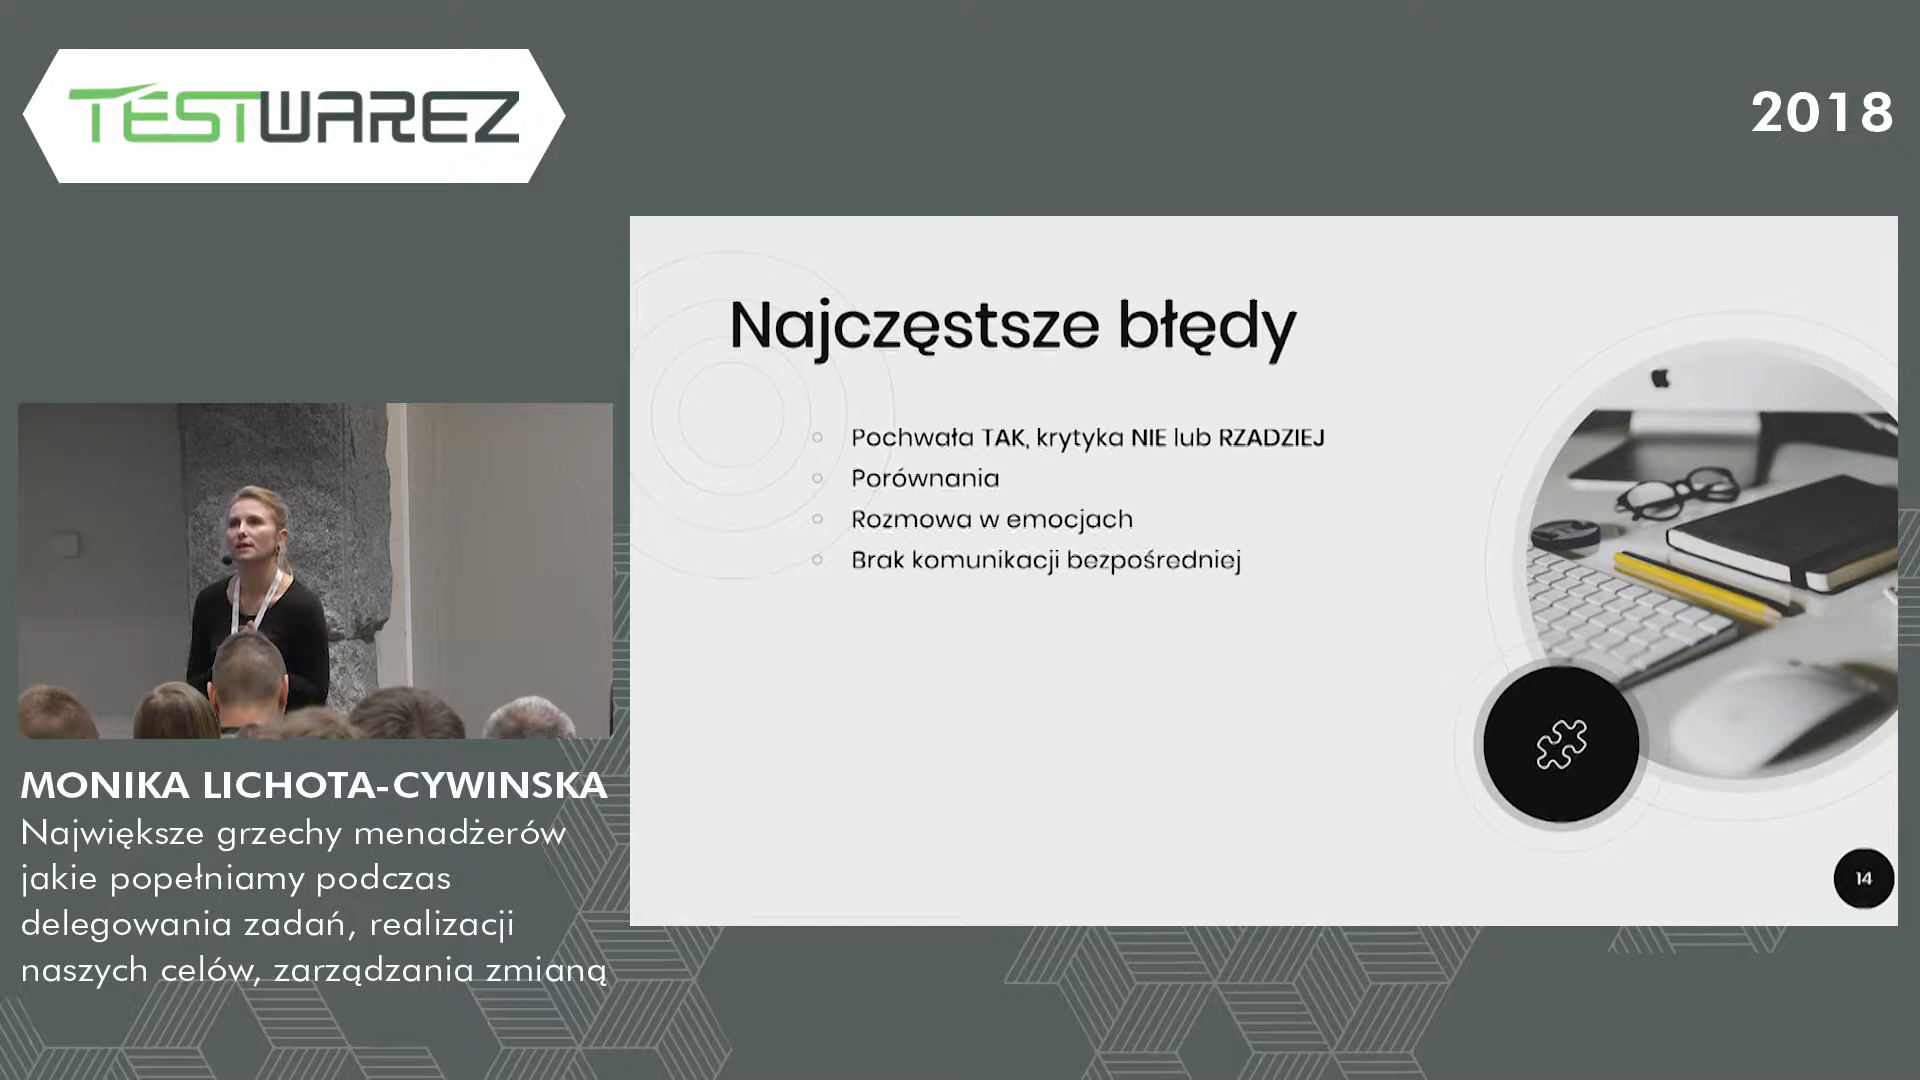 TESTWAREZ
2018
Najczęstsze błędy
Pochwała TAK, krytyka NIE lub RZADZIEJ
Porównania
Rozmowa w emocjach
Brak komunikacji bezpośredniej
14
MONIKA LICHOTA-CYWINSKA
Największe grzechy menadżerów
jakie popełniamy podczas
delegowania zadań, realizacji
naszych celów, zarządzania zmianą